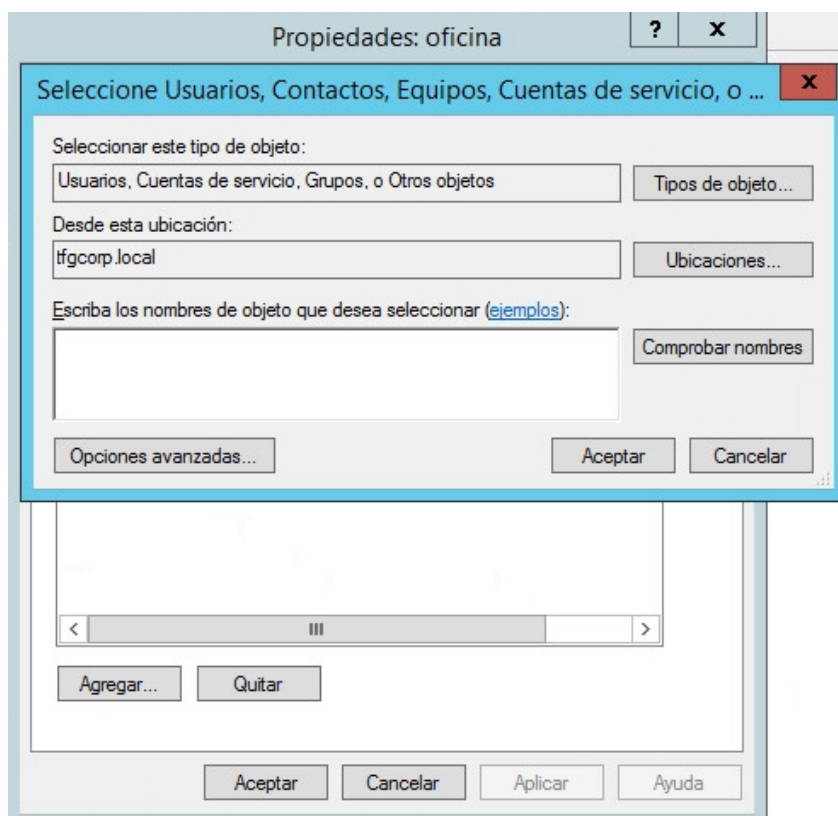 Propiedades: oficina
? x
Seleccione Usuarios, Contactos, Equipos, Cuentas de servicio, o ... x
Seleccionar este tipo de objeto:
Usuarios, Cuentas de servicio, Grupos, o Otros objetos
Tipos de objeto...
Desde esta ubicación:
tfgcorp.local
Ubicaciones...
Escriba los nombres de objeto que desea seleccionar (ejemplos):
Comprobar nombres
Opciones avanzadas...
Aceptar
Cancelar
Agregar...
Quitar
Aceptar
Cancelar
Aplicar
Ayuda